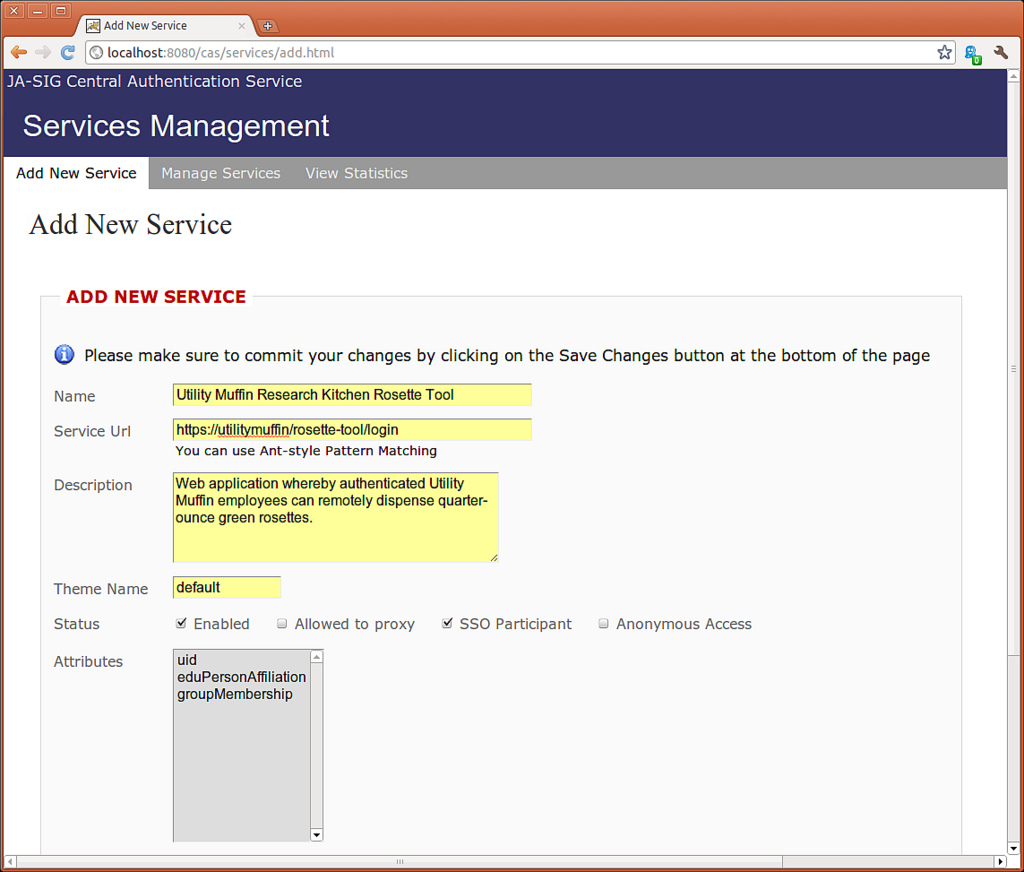 Add New Service
localhost:8080/cas/services/add.html
0
JA-SIG Central Authentication Service
Services Management
Add New Service Manage Services View Statistics
Add New Service
ADD NEW SERVICE
Please make sure to commit your changes by clicking on the Save Changes button at the bottom of the page
Name Utility Muffin Research Kitchen Rosette Tool
Service Url https://utilitymuffin/rosette-tool/login
You can use Ant-style Pattern Matching
Description Web application whereby authenticated Utility
Muffin employees can remotely dispense quarter-
ounce green rosettes.
Theme Name default
Status Enabled Allowed to proxy SSO Participant Anonymous Access
Attributes uid
eduPersonAffiliation
groupMembership